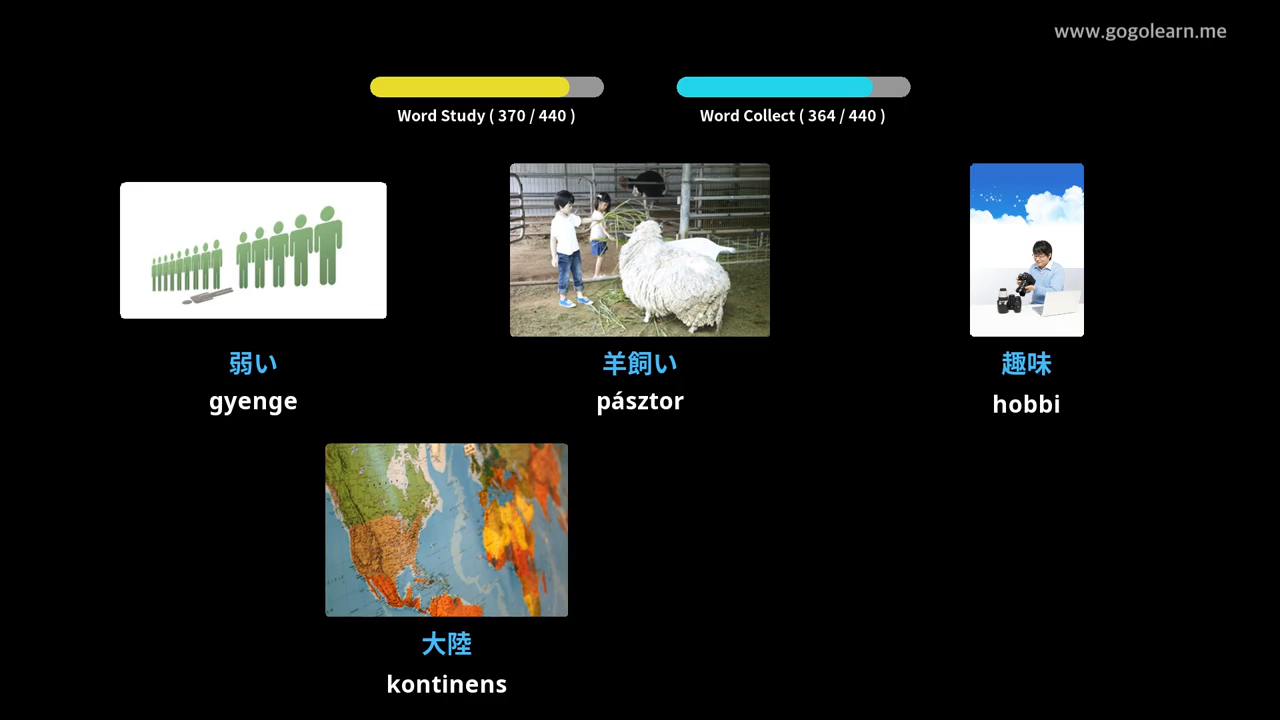 www.gogolearn.me
Word Study ( 370 / 440 )
Word Collect ( 364 / 440 )
弱い
gyenge
羊飼い
pásztor
趣味
hobbi
大陸
kontinens